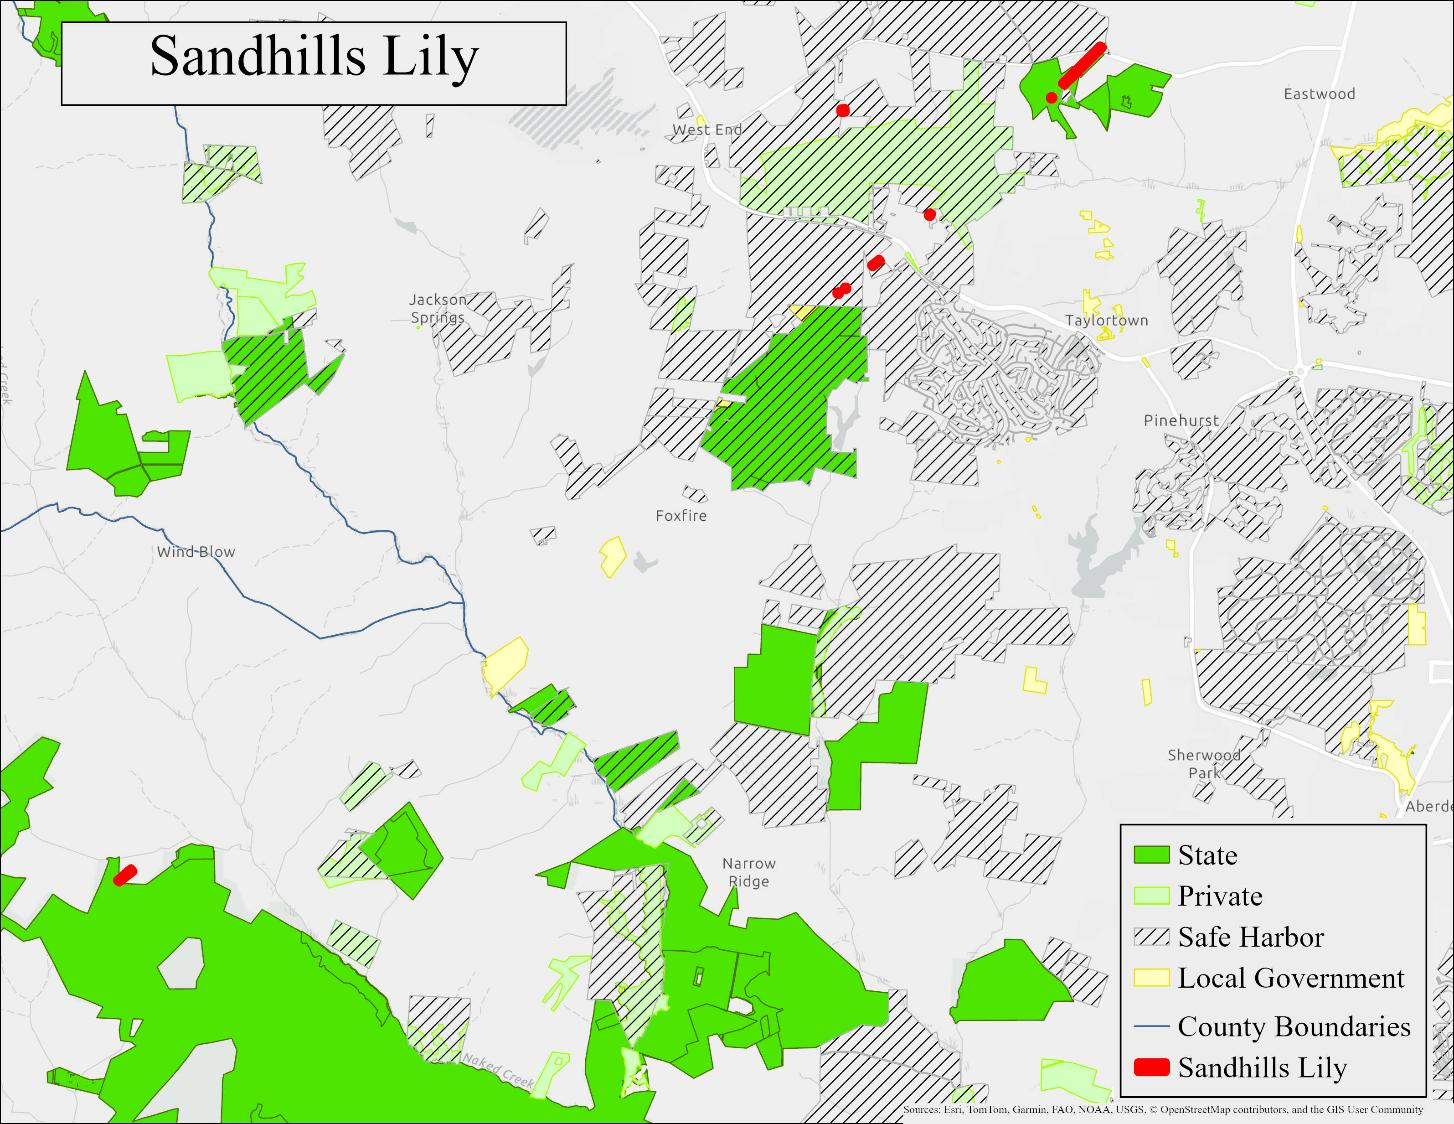 Sandhills Lily
Eastwood
West End
Jackson
Springs
Taylortown
Pinehurst
Foxfire
Wind Blow
Sherwood
Park
Aberde
Narrow
Ridge
Naked Creek
State
Private
Safe Harbor
Local Government
County Boundaries
Sandhills Lily
Sources: Esri, TomTom, Garmin, FAO, NOAA, USGS, © OpenStreetMap contributors, and the GIS User Community